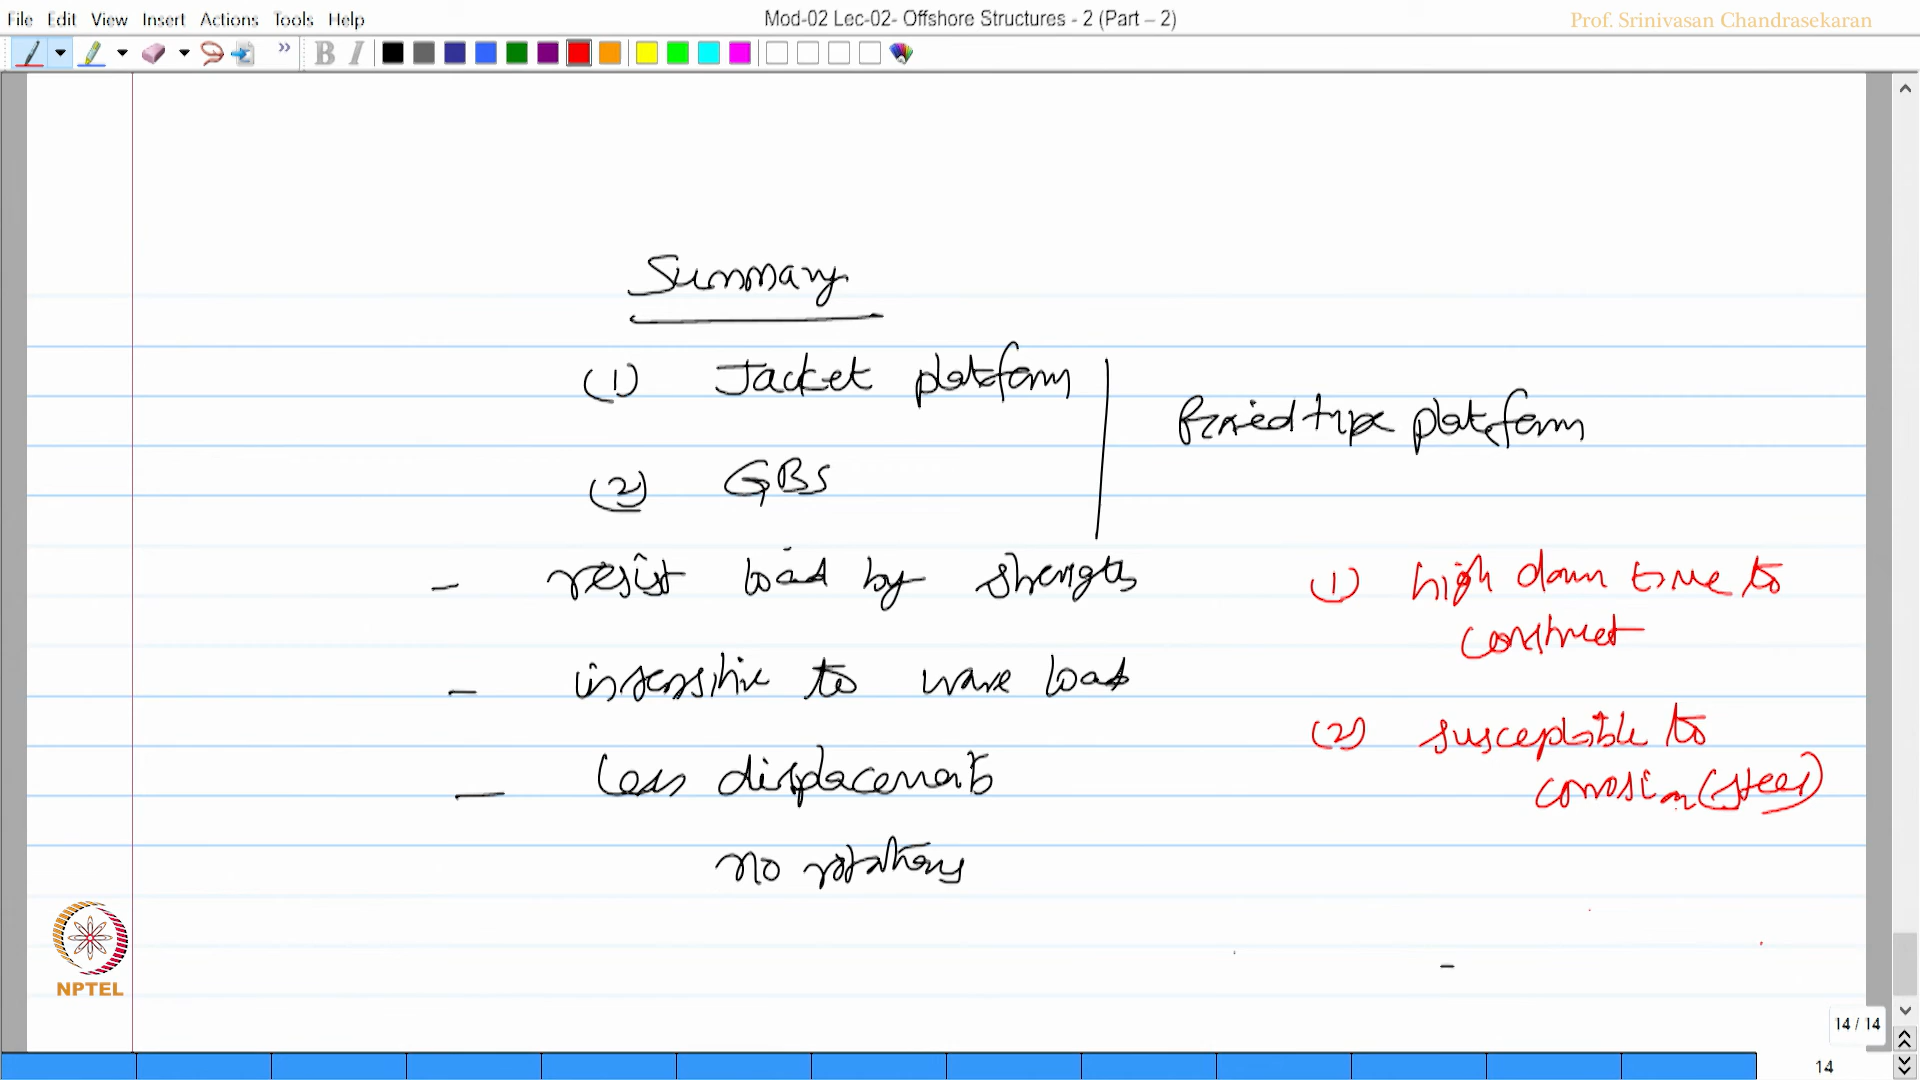 File Edit View Insert Actions Tools Help
Mod-02 Lec-02- Offshore Structures - 2 (Part – 2)
Prof. Srinivasan Chandrasekaran
B I
Summary
(1) Jacket platform
Fixed type platform
(2) GBS
- resist load by strength
- insensitive to wave load
- less displacements
no rotations
(1) high down time to
construct
(2) susceptible to
corrosion (steel)
NPTEL
14 / 14
14